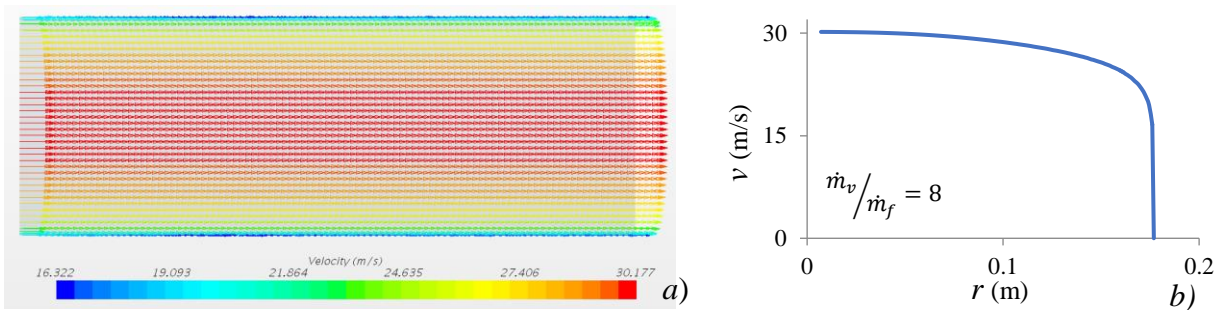 Velocity (m/s)
16.322 19.093 21.864 24.635 27.406 30.177
a)
30
15
0
v (m/s)
ṁᵥ/ṁ_f = 8
0 0.1 0.2
r (m)
b)